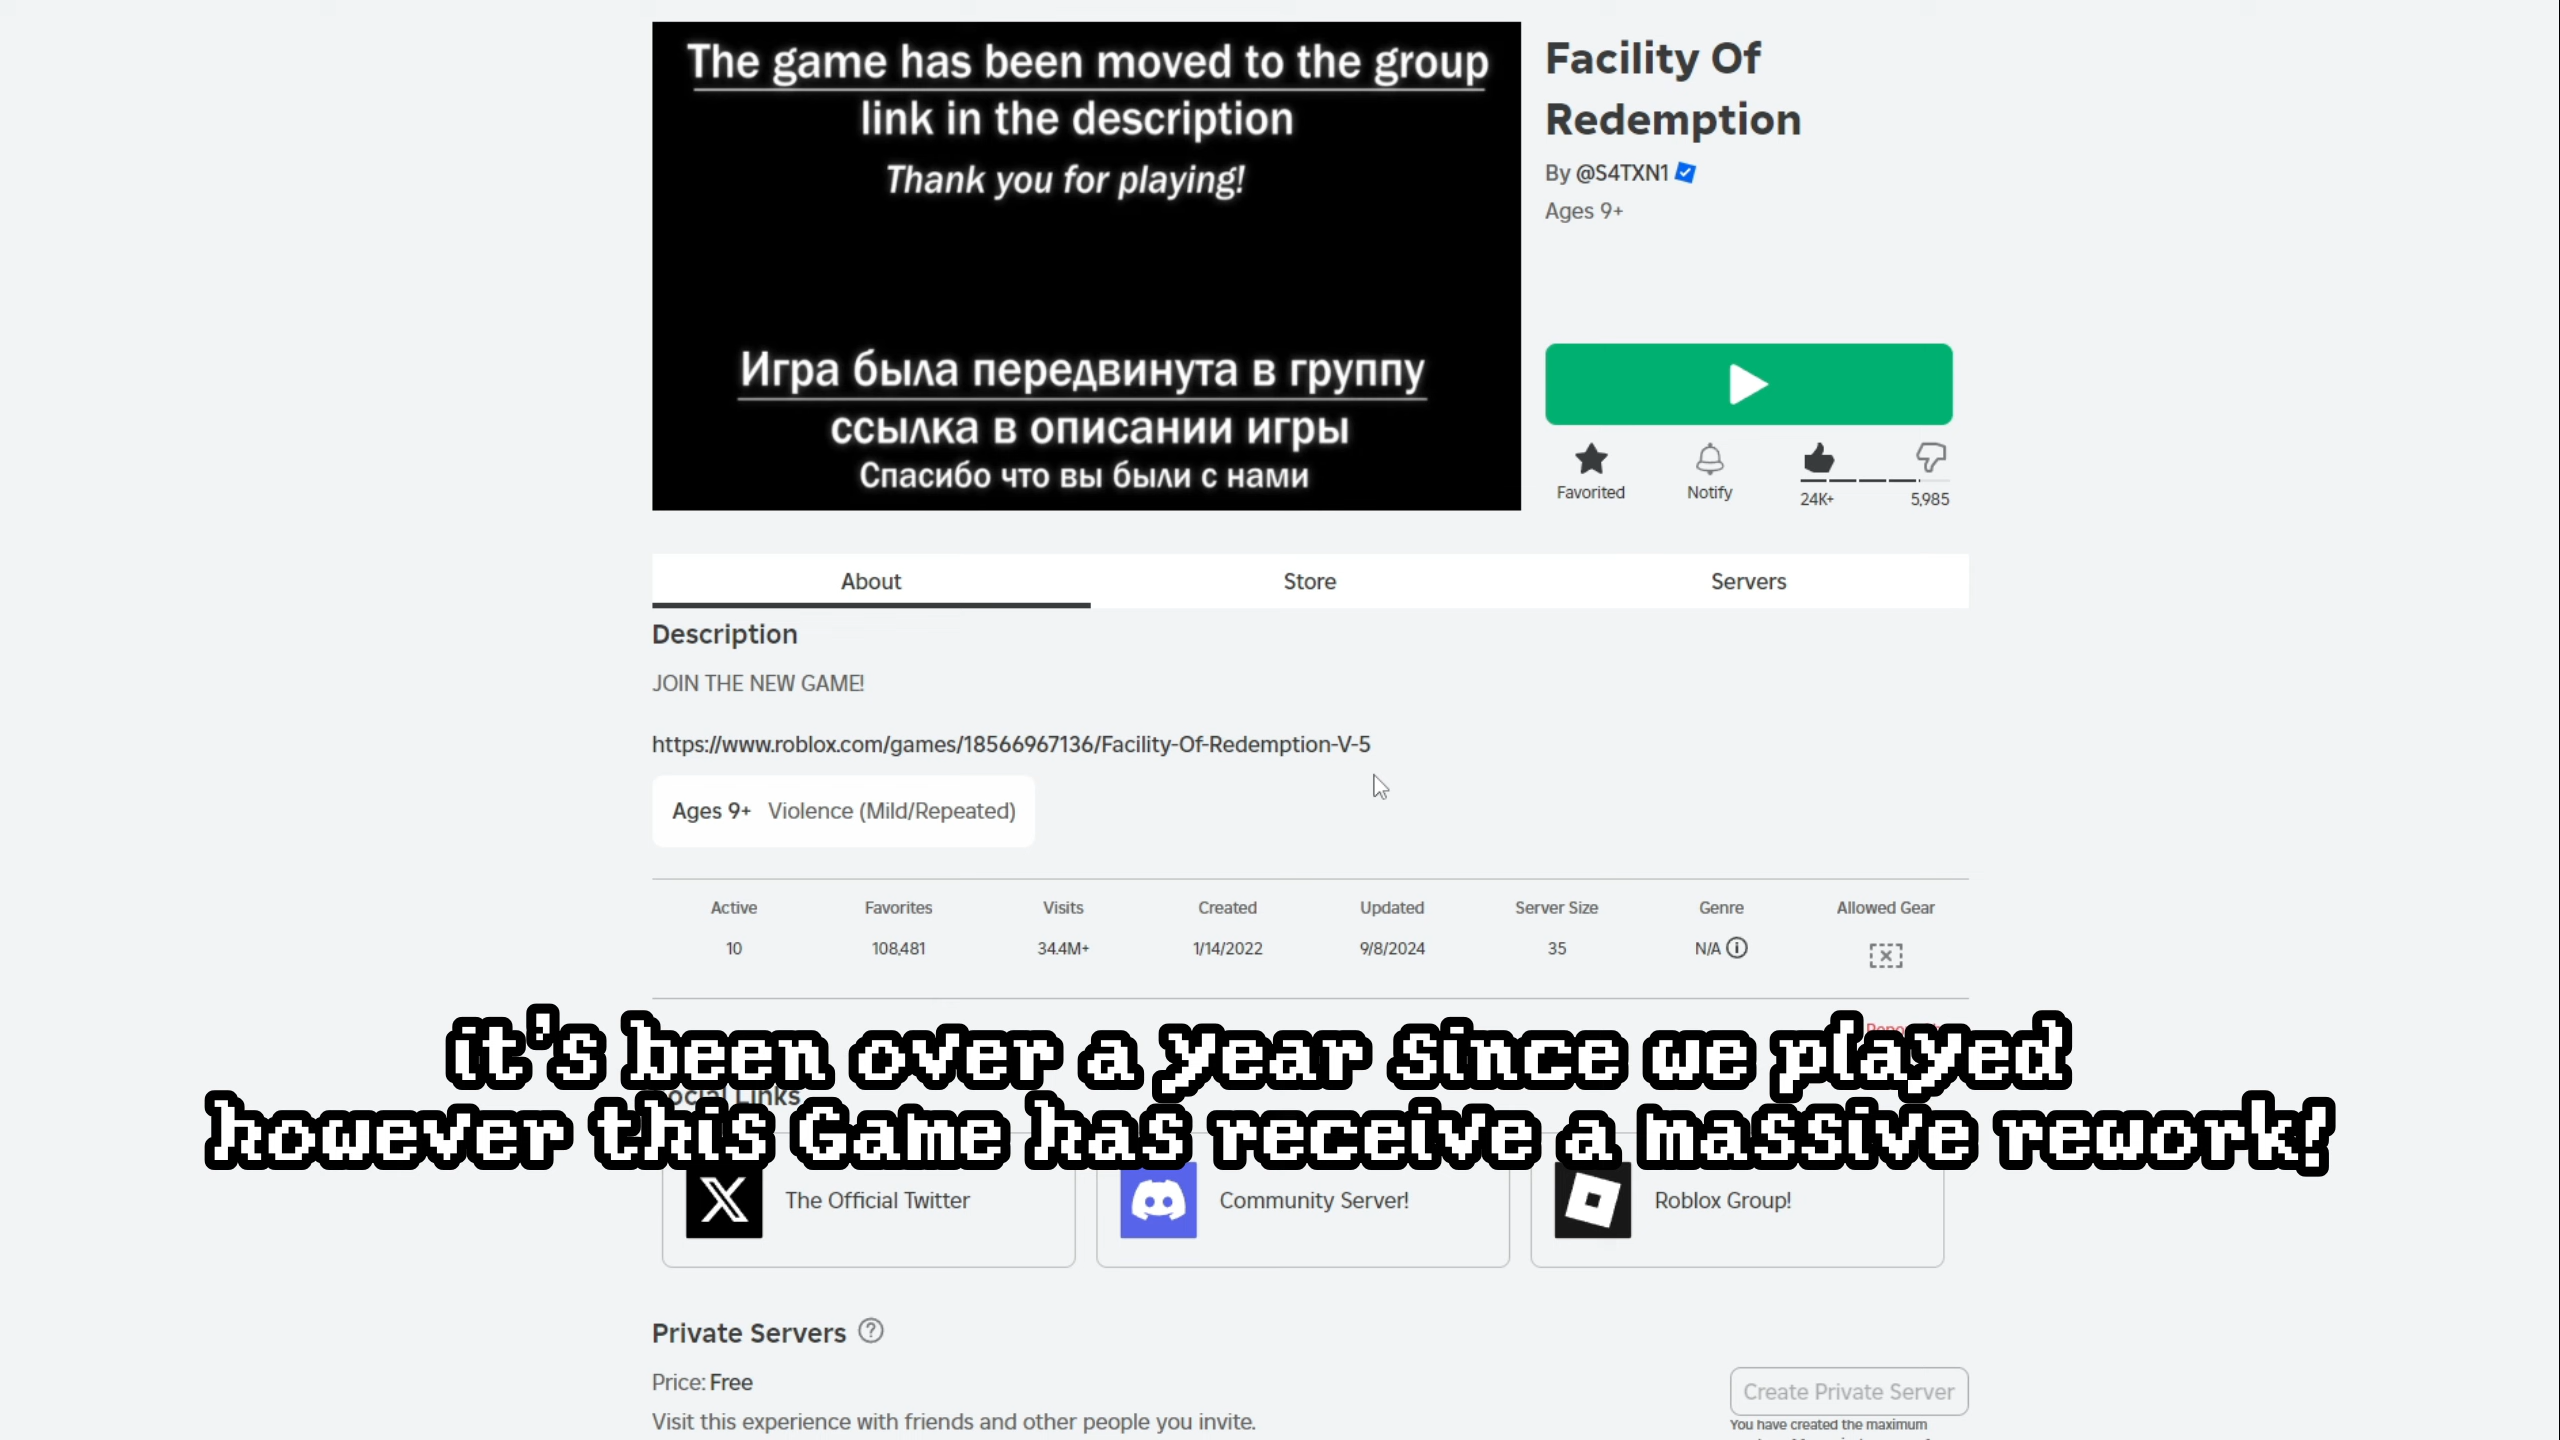 The game has been moved to the group
link in the description
Thank you for playing!
Игра была передвинута в группу
ссылка в описании игры
Спасибо что вы были с нами
Facility Of
Redemption
By @S4TXN1
Ages 9+
Favorited
Notify
24K+
5,985
About
Store
Servers
Description
JOIN THE NEW GAME!
https://www.roblox.com/games/18566967136/Facility-Of-Redemption-V-5
Ages 9+ Violence (Mild/Repeated)
Active Favorites Visits Created Updated Server Size Genre Allowed Gear
10 108,481 34.4M+ 1/14/2022 9/8/2024 35 N/A
it's been over a year since we played
Social Links
however this Game has receive a massive rework!
The Official Twitter
Community Server!
Roblox Group!
Private Servers
Price: Free
Create Private Server
Visit this experience with friends and other people you invite.
You have created the maximum